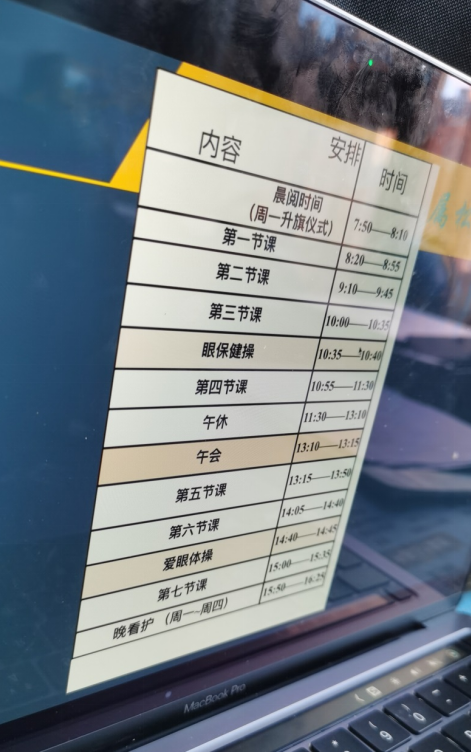 内容 安排 时间
晨阅时间
(周一升旗仪式) 7:50——8:10
第一节课 8:20——8:55
第二节课 9:10——9:45
第三节课 10:00——10:35
眼保健操 10:35——10:40
第四节课 10:55——11:30
午休 11:30——13:10
午会 13:10——13:15
第五节课 13:15——13:50
第六节课 14:05——14:40
爱眼体操 14:40——14:45
第七节课 15:00——15:35
晚看护 (周一-周四) 15:50——16:25
MacBook Pro